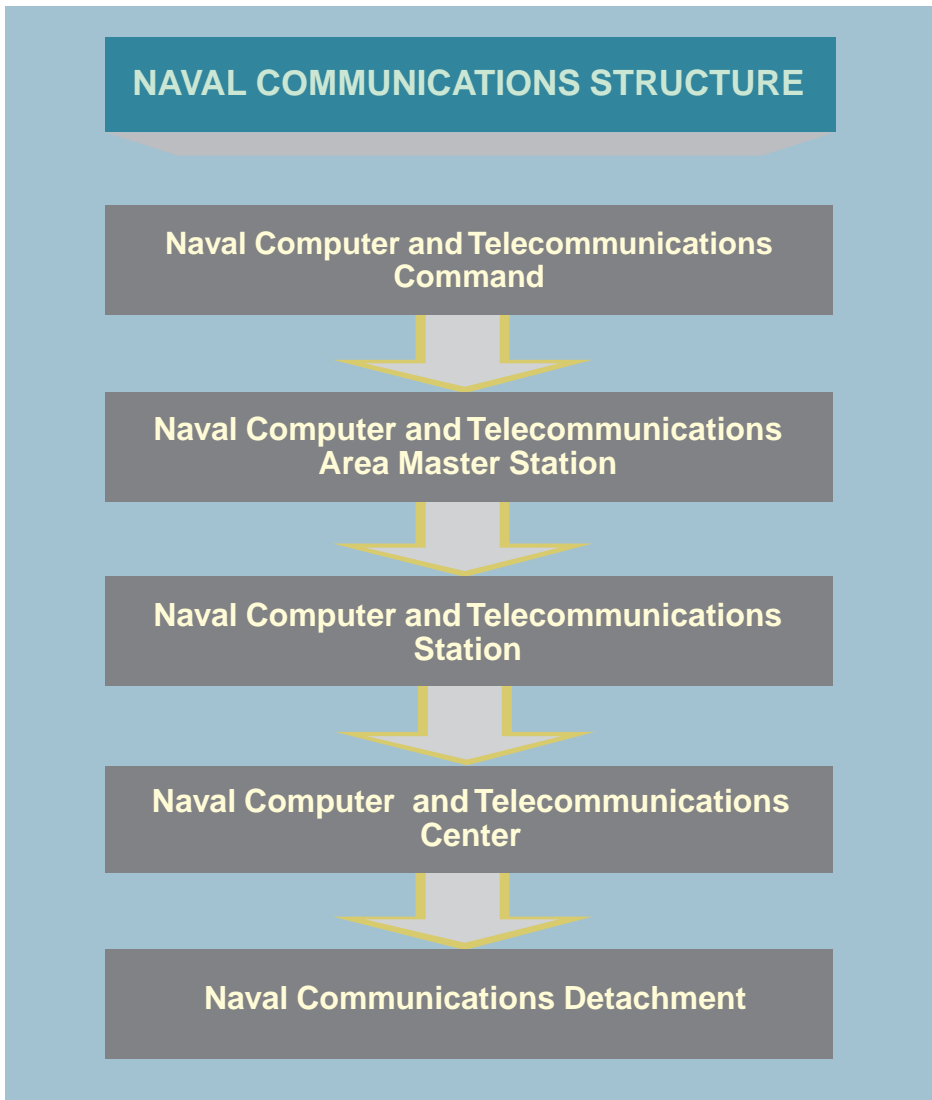 NAVAL COMMUNICATIONS STRUCTURE
Naval Computer and Telecommunications
Command
Naval Computer and Telecommunications
Area Master Station
Naval Computer and Telecommunications
Station
Naval Computer and Telecommunications
Center
Naval Communications Detachment